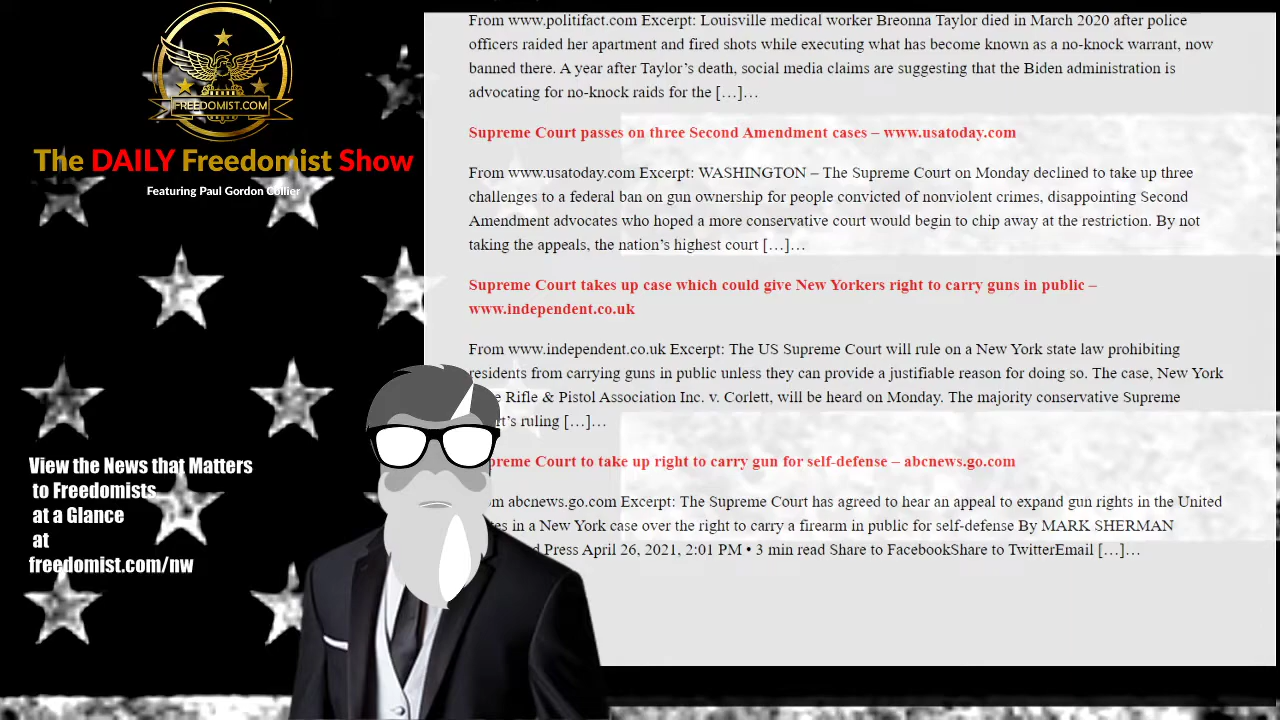 FREEDOMIST.COM
The DAILY Freedomist Show
Featuring Paul Gordon Collier
View the News that Matters
to Freedomists
at a Glance
at
freedomist.com/nw
From www.politifact.com Excerpt: Louisville medical worker Breonna Taylor died in March 2020 after police
officers raided her apartment and fired shots while executing what has become known as a no-knock warrant, now
banned there. A year after Taylor’s death, social media claims are suggesting that the Biden administration is
advocating for no-knock raids for the […]…
Supreme Court passes on three Second Amendment cases – www.usatoday.com
From www.usatoday.com Excerpt: WASHINGTON – The Supreme Court on Monday declined to take up three
challenges to a federal ban on gun ownership for people convicted of nonviolent crimes, disappointing Second
Amendment advocates who hoped a more conservative court would begin to chip away at the restriction. By not
taking the appeals, the nation’s highest court […]…
Supreme Court takes up case which could give New Yorkers right to carry guns in public –
www.independent.co.uk
From www.independent.co.uk Excerpt: The US Supreme Court will rule on a New York state law prohibiting
residents from carrying guns in public unless they can provide a justifiable reason for doing so. The case, New York
Rifle & Pistol Association Inc. v. Corlett, will be heard on Monday. The majority conservative Supreme
ruling […]…
Court to take up right to carry gun for self-defense – abcnews.go.com
abcnews.go.com Excerpt: The Supreme Court has agreed to hear an appeal to expand gun rights in the United
in a New York case over the right to carry a firearm in public for self-defense By MARK SHERMAN
Press April 26, 2021, 2:01 PM • 3 min read Share to FacebookShare to TwitterEmail […]…